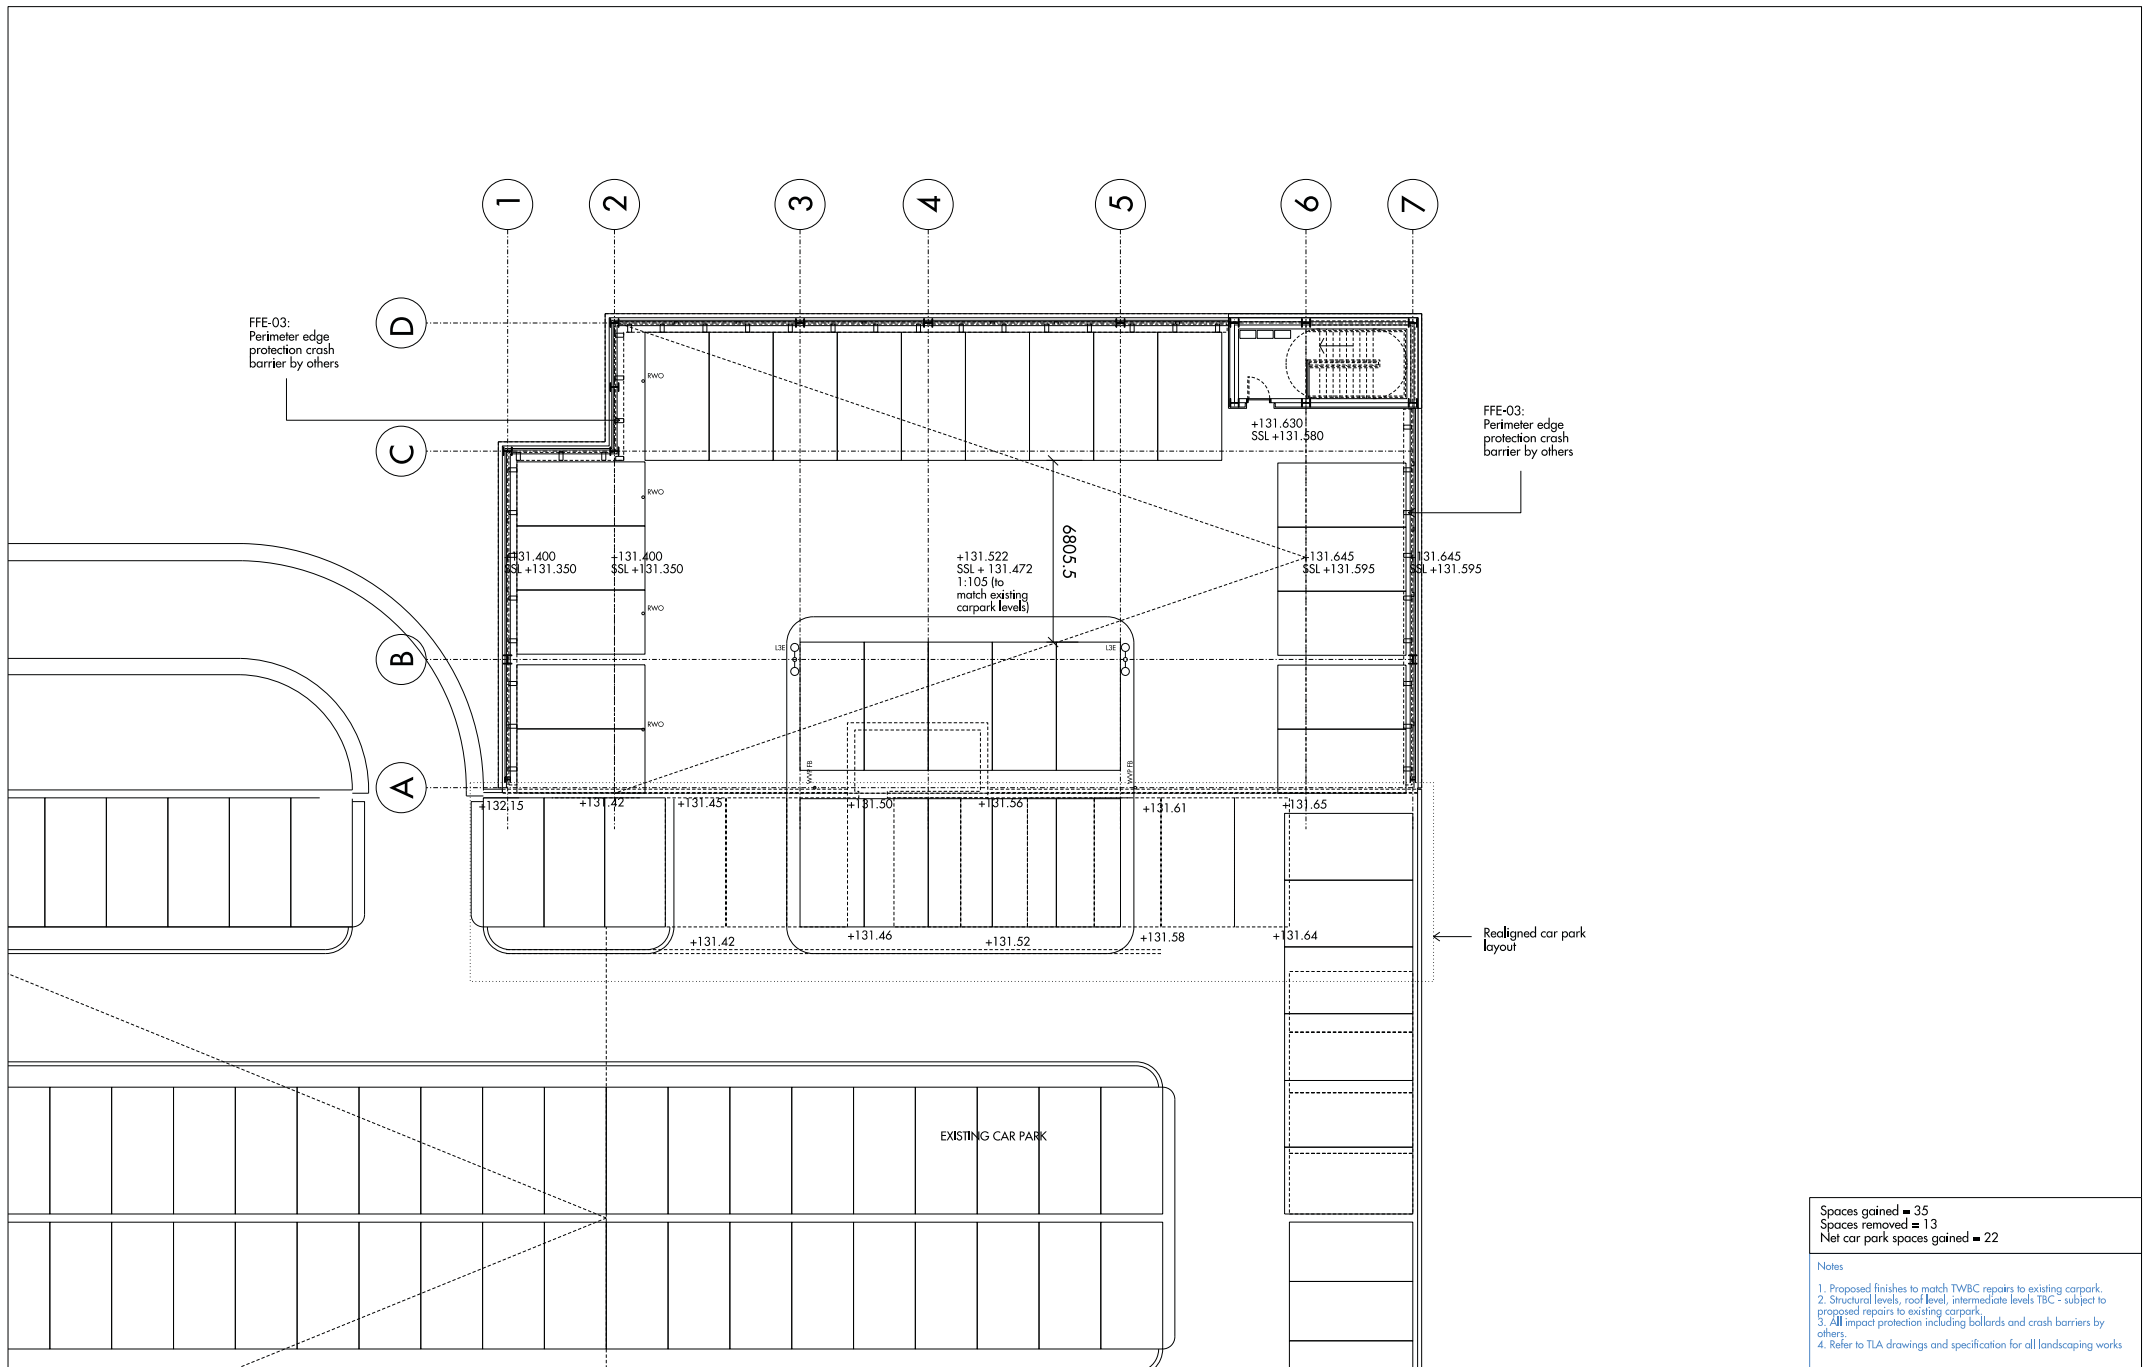 1
2
3
4
5
6
7
D
C
B
A
FFE-03:
Perimeter edge
protection crash
barrier by others
RWO
RWO
RWO
RWO
+131.630
SSL +131.580
FFE-03:
Perimeter edge
protection crash
barrier by others
+131.400
SSL +131.350
+131.400
SSL +131.350
+131.522
SSL + 131.472
1:105 (to
match existing
carpark levels)
6805.5
+131.645
SSL +131.595
+131.645
SSL +131.595
L3E
L3E
WVP FB
WVP FB
+132.15
+131.42
+131.45
+131.50
+131.56
+131.61
+131.65
+131.42
+131.46
+131.52
+131.58
+131.64
Realigned car park
layout
EXISTING CAR PARK
Spaces gained = 35
Spaces removed = 13
Net car park spaces gained = 22
Notes
1. Proposed finishes to match TWBC repairs to existing carpark.
2. Structural levels, roof level, intermediate levels TBC - subject to
proposed repairs to existing carpark.
3. All impact protection including bollards and crash barriers by
others.
4. Refer to TLA drawings and specification for all landscaping works